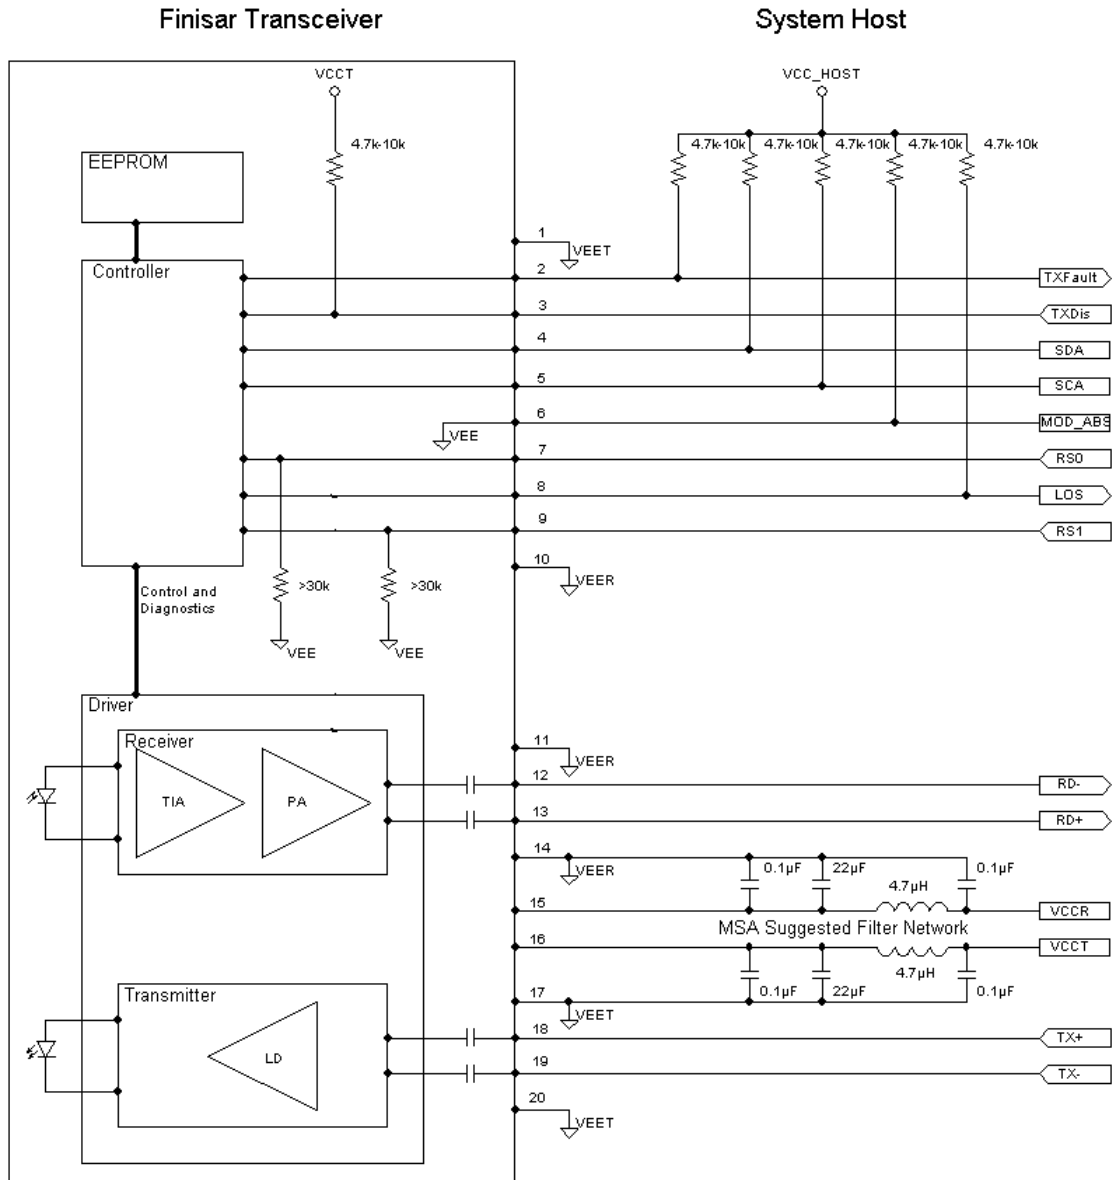 Finisar Transceiver
System Host
VCCT
VCC_HOST
4.7k-10k
4.7k-10k
4.7k-10k
4.7k-10k
4.7k-10k
4.7k-10k
EEPROM
1
VEET
Controller
2
TXFault
3
TXDis
4
SDA
5
SCA
6
MOD_ABS
VEE
7
RS0
8
LOS
9
RS1
10
VEER
>30k
>30k
Control and
Diagnostics
VEE
VEE
Driver
Receiver
11
VEER
12
RD-
TIA
PA
13
RD+
14
VEER
0.1µF
22µF
0.1µF
4.7µH
15
VCCR
MSA Suggested Filter Network
16
VCCT
4.7µH
Transmitter
17
0.1µF
22µF
0.1µF
VEET
18
TX+
LD
19
TX-
20
VEET